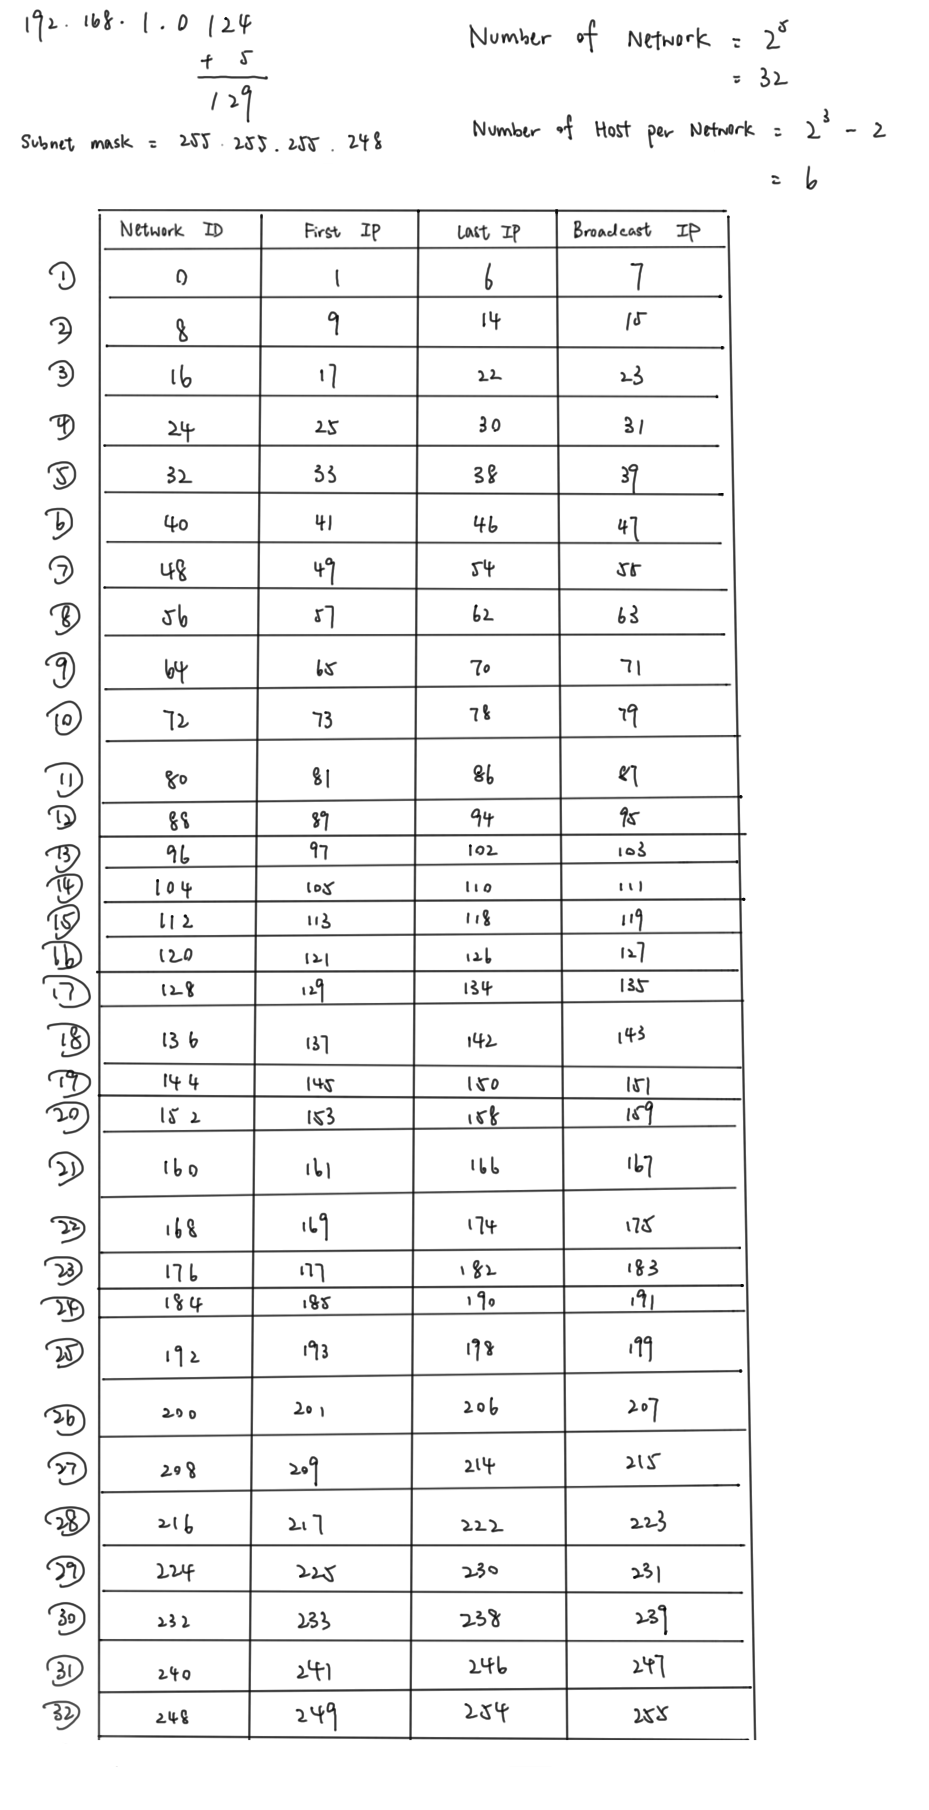 192.168.1.0 /24
+ 5
/29
Subnet mask = 255.255.255.248
Number of Network = 2⁵
= 32
Number of Host per Network = 2³ - 2
= 6
Network ID First IP Last IP Broadcast IP
① 0 1 6 7
② 8 9 14 15
③ 16 17 22 23
④ 24 25 30 31
⑤ 32 33 38 39
⑥ 40 41 46 47
⑦ 48 49 54 55
⑧ 56 57 62 63
⑨ 64 65 70 71
⑩ 72 73 78 79
⑪ 80 81 86 87
⑫ 88 89 94 95
⑬ 96 97 102 103
⑭ 104 105 110 111
⑮ 112 113 118 119
⑯ 120 121 126 127
⑰ 128 129 134 135
⑱ 136 137 142 143
⑲ 144 145 150 151
⑳ 152 153 158 159
㉑ 160 161 166 167
㉒ 168 169 174 175
㉓ 176 177 182 183
㉔ 184 185 190 191
㉕ 192 193 198 199
㉖ 200 201 206 207
㉗ 208 209 214 215
㉘ 216 217 222 223
㉙ 224 225 230 231
㉚ 232 233 238 239
㉛ 240 241 246 247
㉜ 248 249 254 255